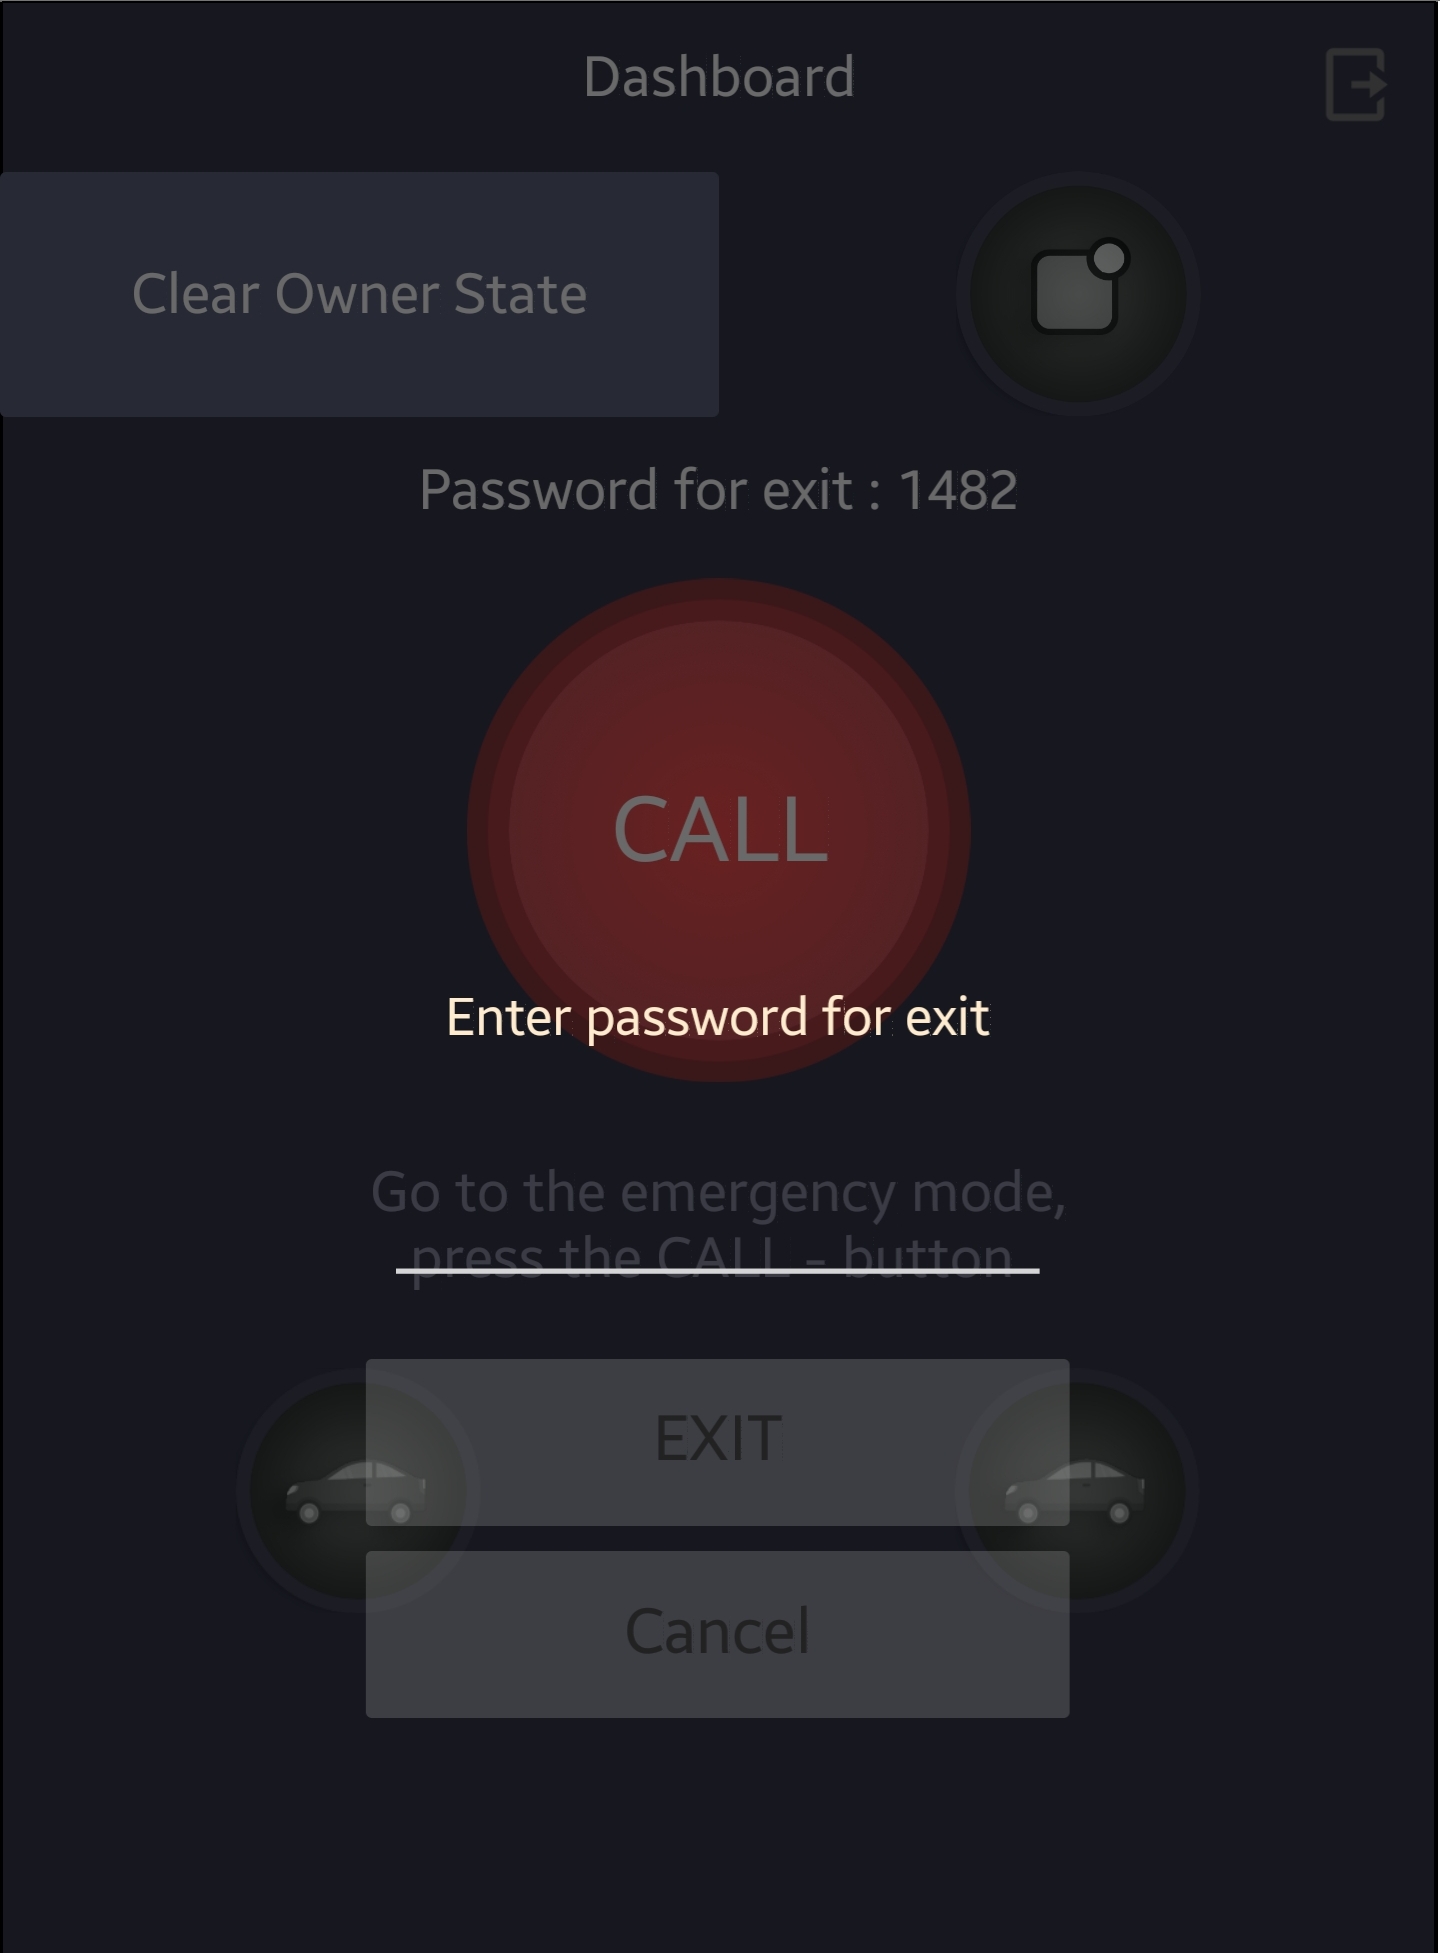 Dashboard
Clear Owner State
Password for exit : 1482
CALL
Enter password for exit
Go to the emergency mode,
press the CALL - button
EXIT
Cancel